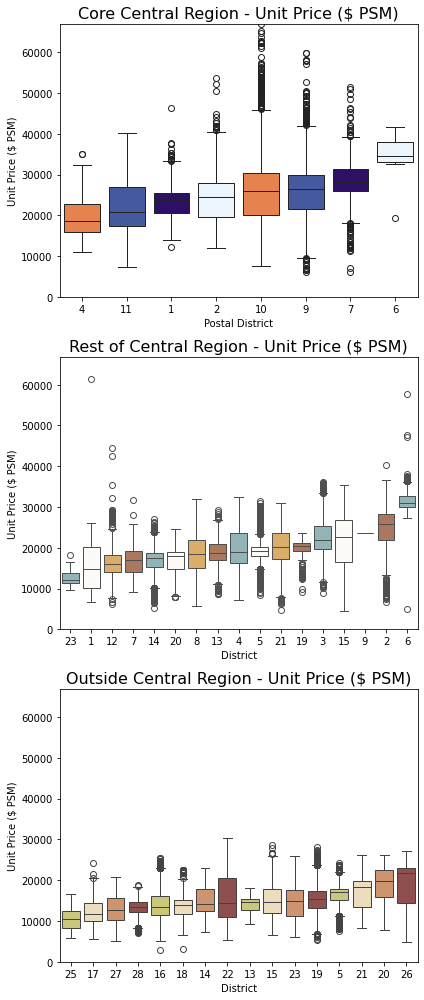 Core Central Region - Unit Price ($ PSM)
Unit Price ($ PSM)
60000
50000
40000
30000
20000
10000
0
4 11 1 2 10 9 7 6
Postal District
Rest of Central Region - Unit Price ($ PSM)
Unit Price ($ PSM)
60000
50000
40000
30000
20000
10000
0
23 1 12 7 14 20 8 13 4 5 21 19 3 15 9 2 6
District
Outside Central Region - Unit Price ($ PSM)
Unit Price ($ PSM)
60000
50000
40000
30000
20000
10000
0
25 17 27 28 16 18 14 22 13 15 23 19 5 21 20 26
District